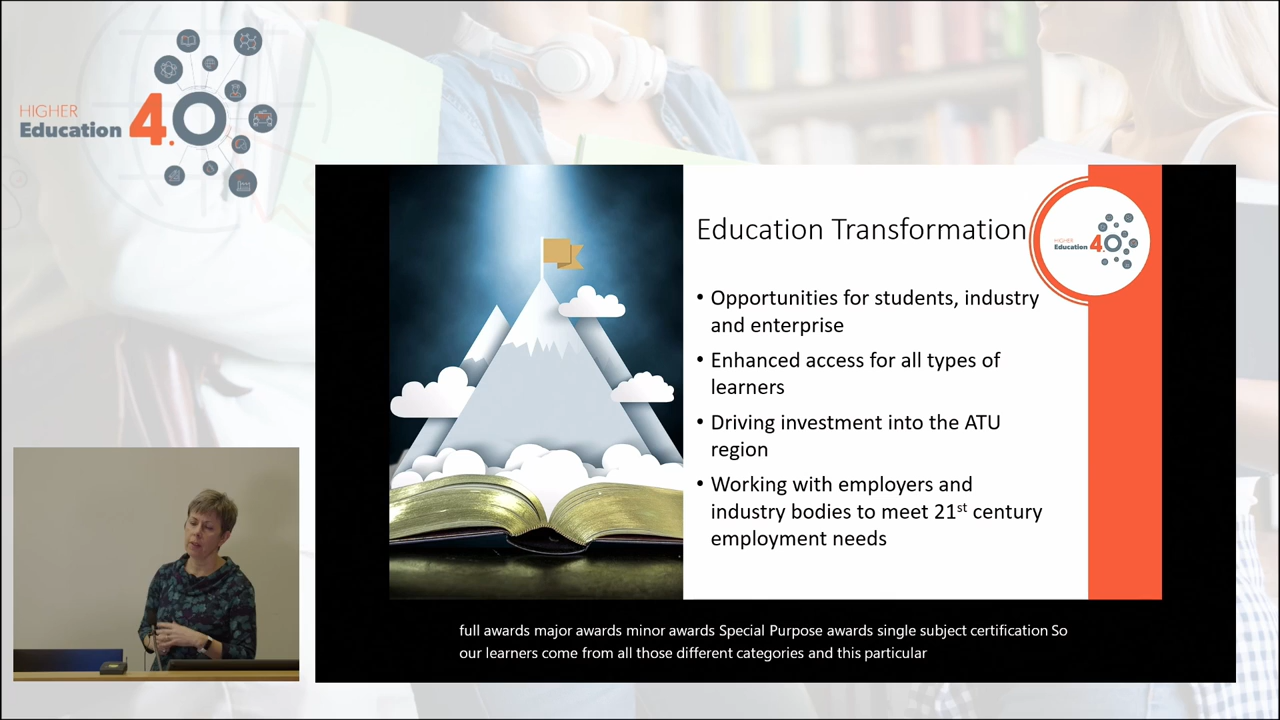 HIGHER
Education 4.0
Education Transformation
HIGHER
Education 4.0
• Opportunities for students, industry
and enterprise
• Enhanced access for all types of
learners
• Driving investment into the ATU
region
• Working with employers and
industry bodies to meet 21st century
employment needs
full awards major awards minor awards Special Purpose awards single subject certification So
our learners come from all those different categories and this particular